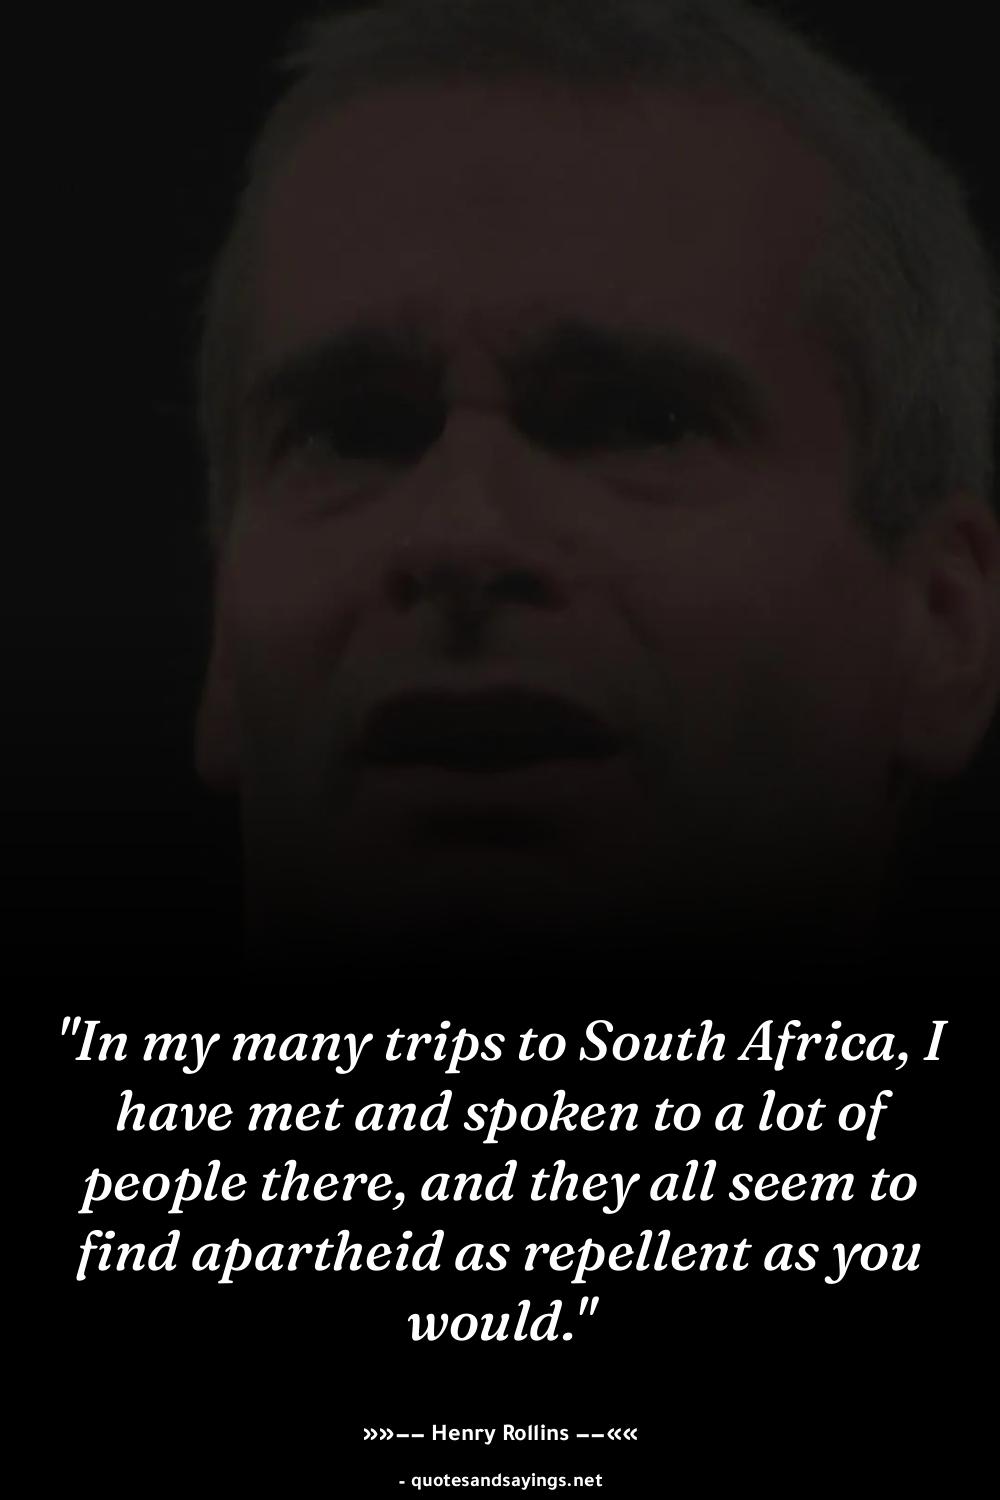 "In my many trips to South Africa, I
have met and spoken to a lot of
people there, and they all seem to
find apartheid as repellent as you
would."
»»–– Henry Rollins ––««
- quotesandsayings.net